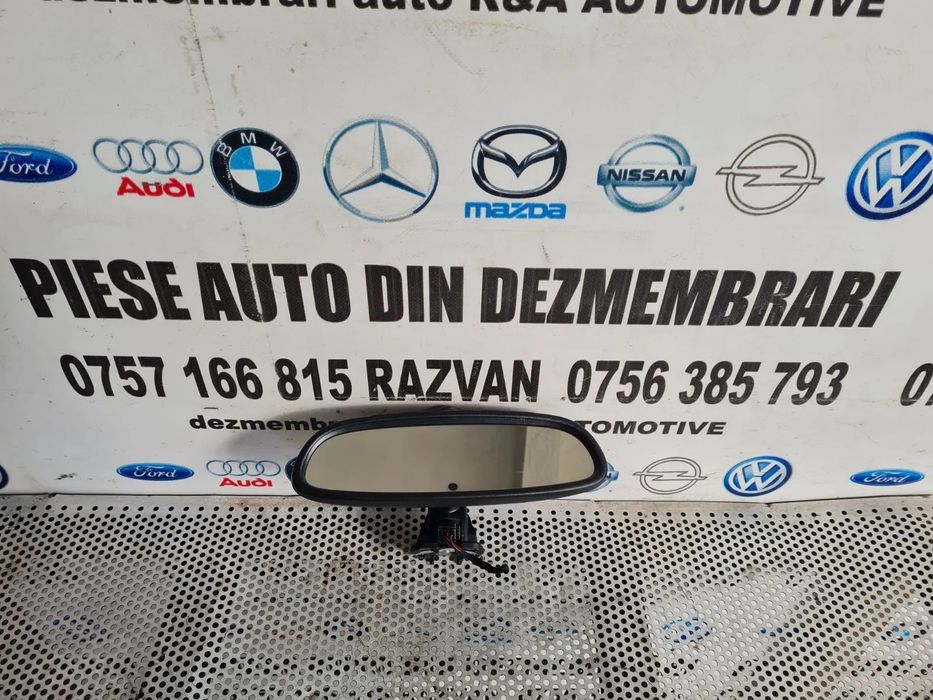 dezmembrari auto R&A AUTOMOTIVE
Ford Audi BMW mazda NISSAN
PIESE AUTO DIN DEZMEMBRARI
0757 166 815 RAZVAN 0756 385 793
AUTOMOTIVE
Ford Audi Ford